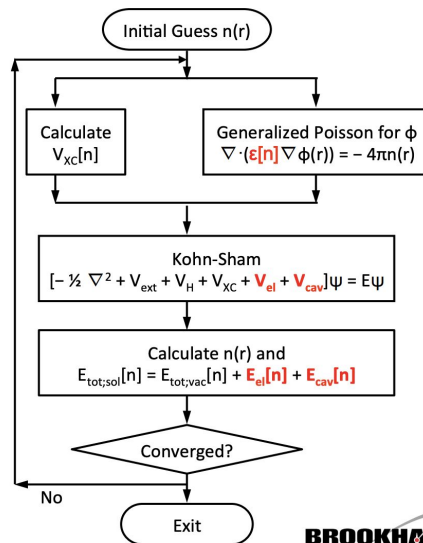 Initial Guess n(r)
Calculate
V_XC[n]
Generalized Poisson for ϕ
∇·(ε[n]∇ϕ(r)) = − 4πn(r)
Kohn-Sham
[− ½ ∇² + V_ext + V_H + V_XC + V_el + V_cav]ψ = Eψ
Calculate n(r) and
E_tot;sol[n] = E_tot;vac[n] + E_el[n] + E_cav[n]
Converged?
No
Exit